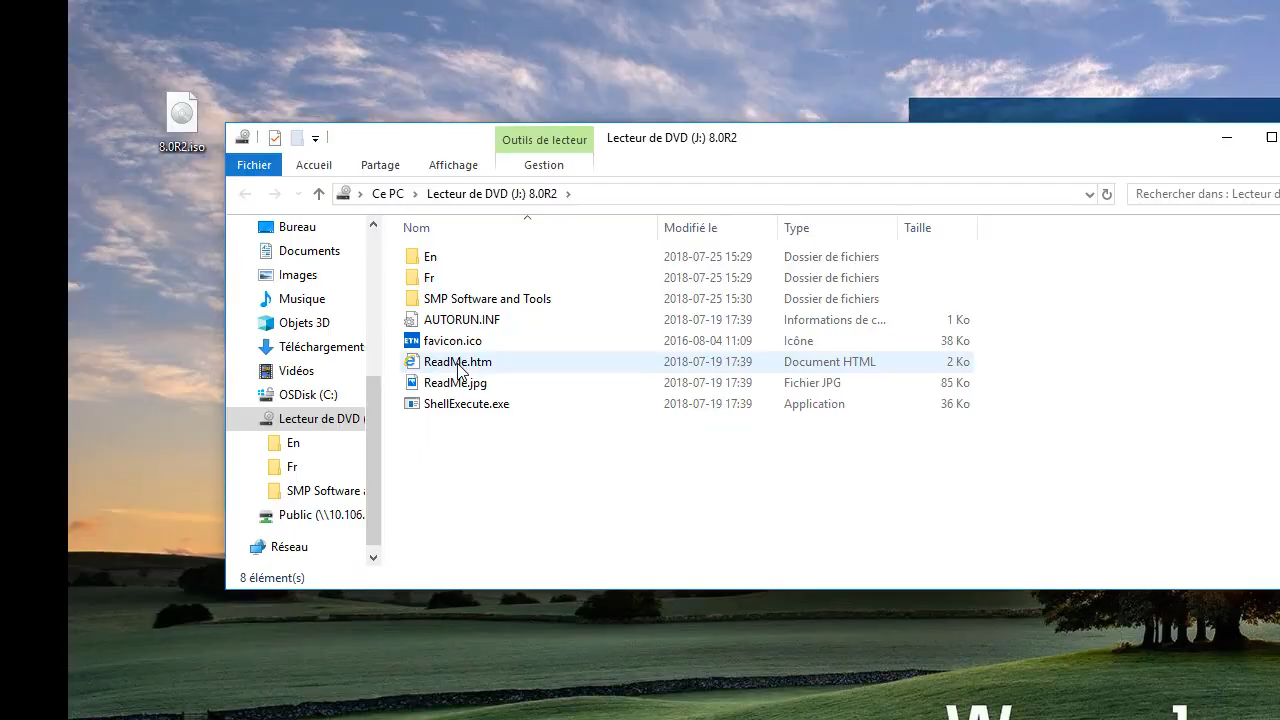 8.0R2.iso
Outils de lecteur
Lecteur de DVD (J:) 8.0R2
Fichier
Accueil
Partage
Affichage
Gestion
Ce PC
Lecteur de DVD (J:) 8.0R2
Rechercher dans : Lecteur d
Nom
Modifié le
Type
Taille
Bureau
Documents
Images
Musique
Objets 3D
Téléchargement
Vidéos
OSDisk (C:)
Lecteur de DVD (
En
Fr
SMP Software a
Public (\\10.106.
Réseau
En 2018-07-25 15:29 Dossier de fichiers
Fr 2018-07-25 15:29 Dossier de fichiers
SMP Software and Tools 2018-07-25 15:30 Dossier de fichiers
AUTORUN.INF 2018-07-19 17:39 Informations de c... 1 Ko
ETN favicon.ico 2016-08-04 11:09 Icône 38 Ko
ReadMe.htm 2018-07-19 17:39 Document HTML 2 Ko
ReadMe.jpg 2018-07-19 17:39 Fichier JPG 85 Ko
ShellExecute.exe 2018-07-19 17:39 Application 36 Ko
8 élément(s)